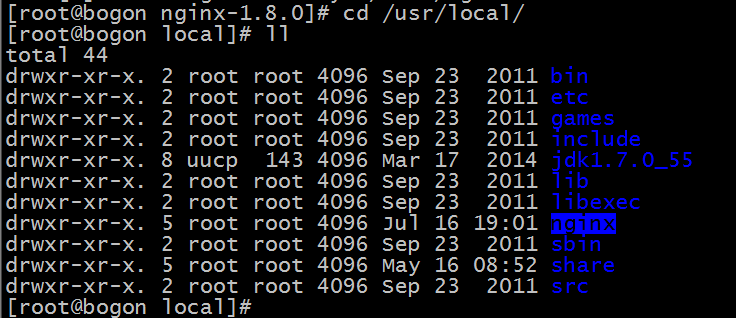 [root@bogon nginx-1.8.0]# cd /usr/local/
[root@bogon local]# ll
total 44
drwxr-xr-x. 2 root root 4096 Sep 23  2011 bin
drwxr-xr-x. 2 root root 4096 Sep 23  2011 etc
drwxr-xr-x. 2 root root 4096 Sep 23  2011 games
drwxr-xr-x. 2 root root 4096 Sep 23  2011 include
drwxr-xr-x. 8 uucp  143 4096 Mar 17  2014 jdk1.7.0_55
drwxr-xr-x. 2 root root 4096 Sep 23  2011 lib
drwxr-xr-x. 2 root root 4096 Sep 23  2011 libexec
drwxr-xr-x. 5 root root 4096 Jul 16 19:01 nginx
drwxr-xr-x. 2 root root 4096 Sep 23  2011 sbin
drwxr-xr-x. 5 root root 4096 May 16 08:52 share
drwxr-xr-x. 2 root root 4096 Sep 23  2011 src
[root@bogon local]#